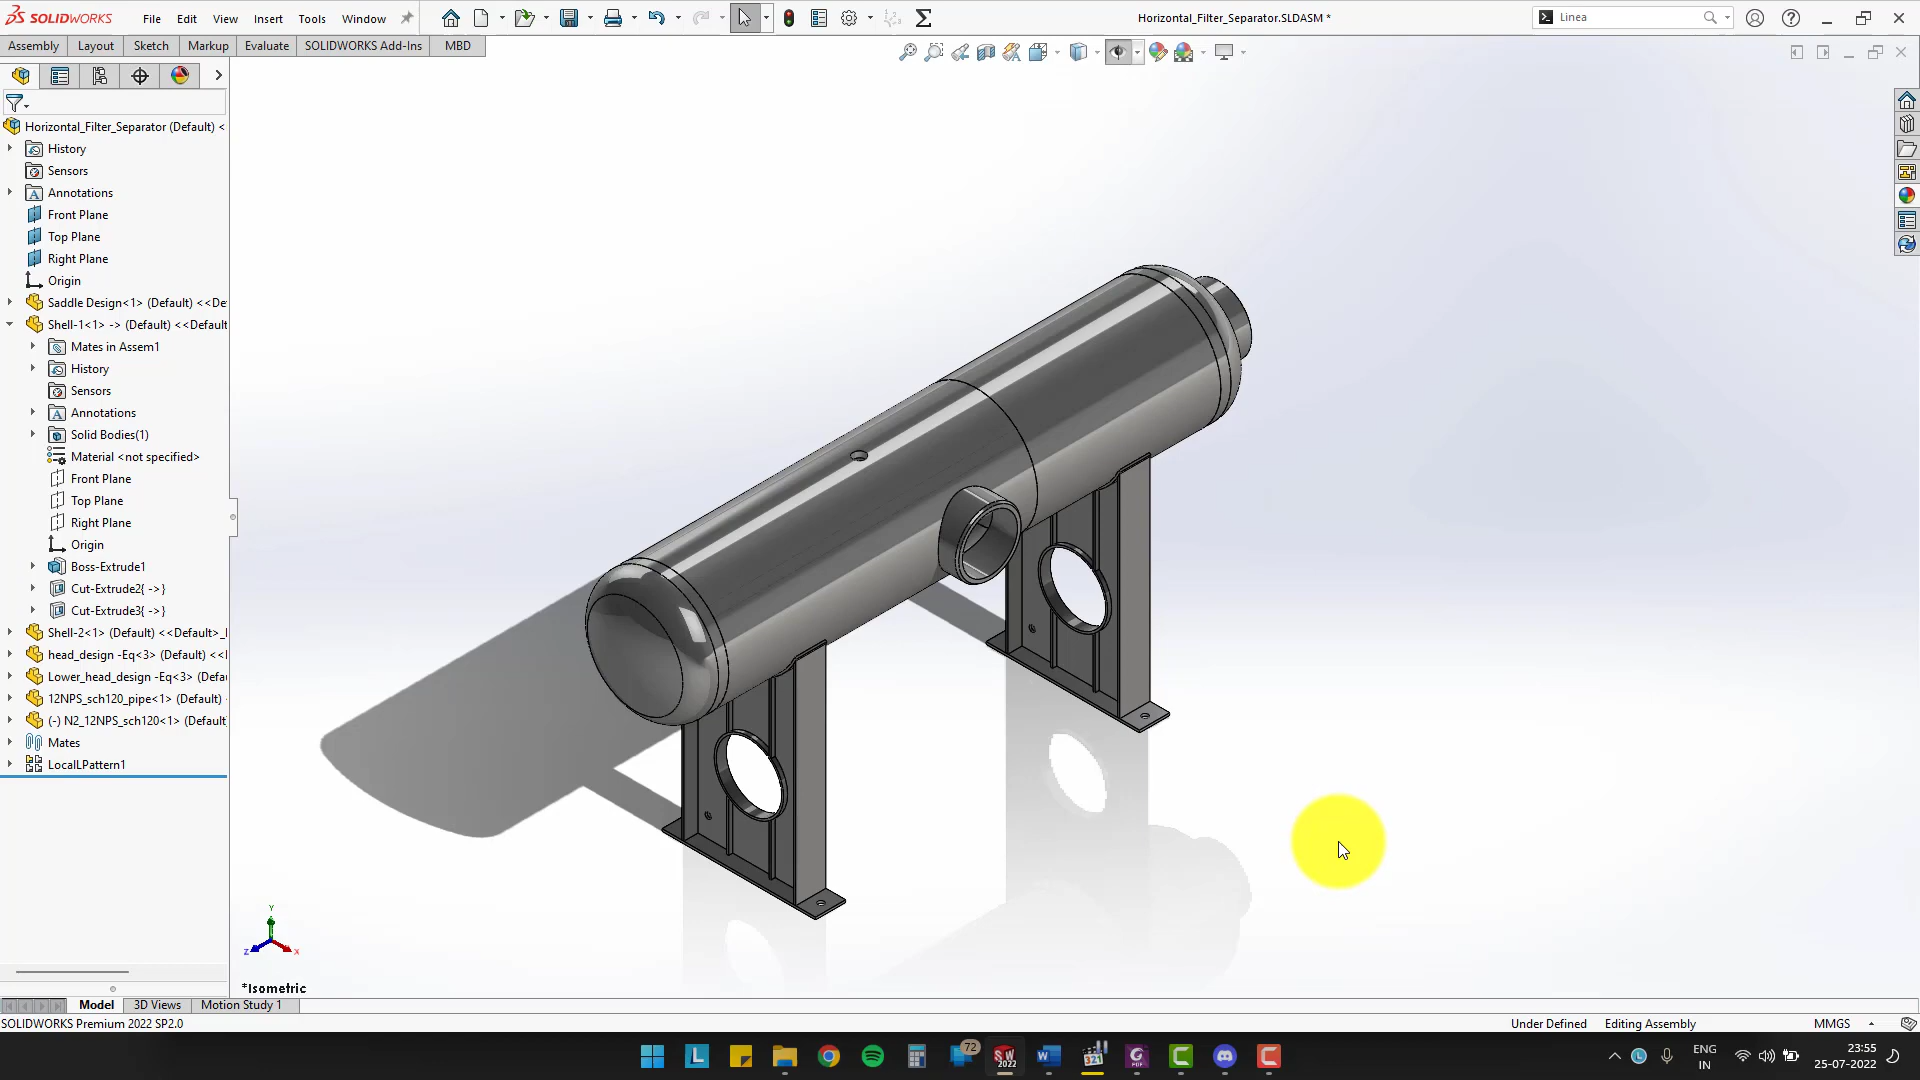 SOLIDWORKS File Edit View Insert Tools Window
Horizontal_Filter_Separator.SLDASM *
Linea
Assembly Layout Sketch Markup Evaluate SOLIDWORKS Add-Ins MBD
Horizontal_Filter_Separator (Default) <
History
Sensors
Annotations
Front Plane
Top Plane
Right Plane
Origin
Saddle Design<1> (Default) <<De
Shell-1<1> -> (Default) <<Default
Mates in Assem1
History
Sensors
Annotations
Solid Bodies(1)
Material <not specified>
Front Plane
Top Plane
Right Plane
Origin
Boss-Extrude1
Cut-Extrude2{ ->}
Cut-Extrude3{ ->}
Shell-2<1> (Default) <<Default>_
head_design -Eq<3> (Default) <<
Lower_head_design -Eq<3> (Defa
12NPS_sch120_pipe<1> (Default)
(-) N2_12NPS_sch120<1> (Default
Mates
LocalLPattern1
Y
Z X
*Isometric
Model 3D Views Motion Study 1
SOLIDWORKS Premium 2022 SP2.0
Under Defined Editing Assembly MMGS
L
72
SW
2022
W
321
ENG
IN
23:55
25-07-2022